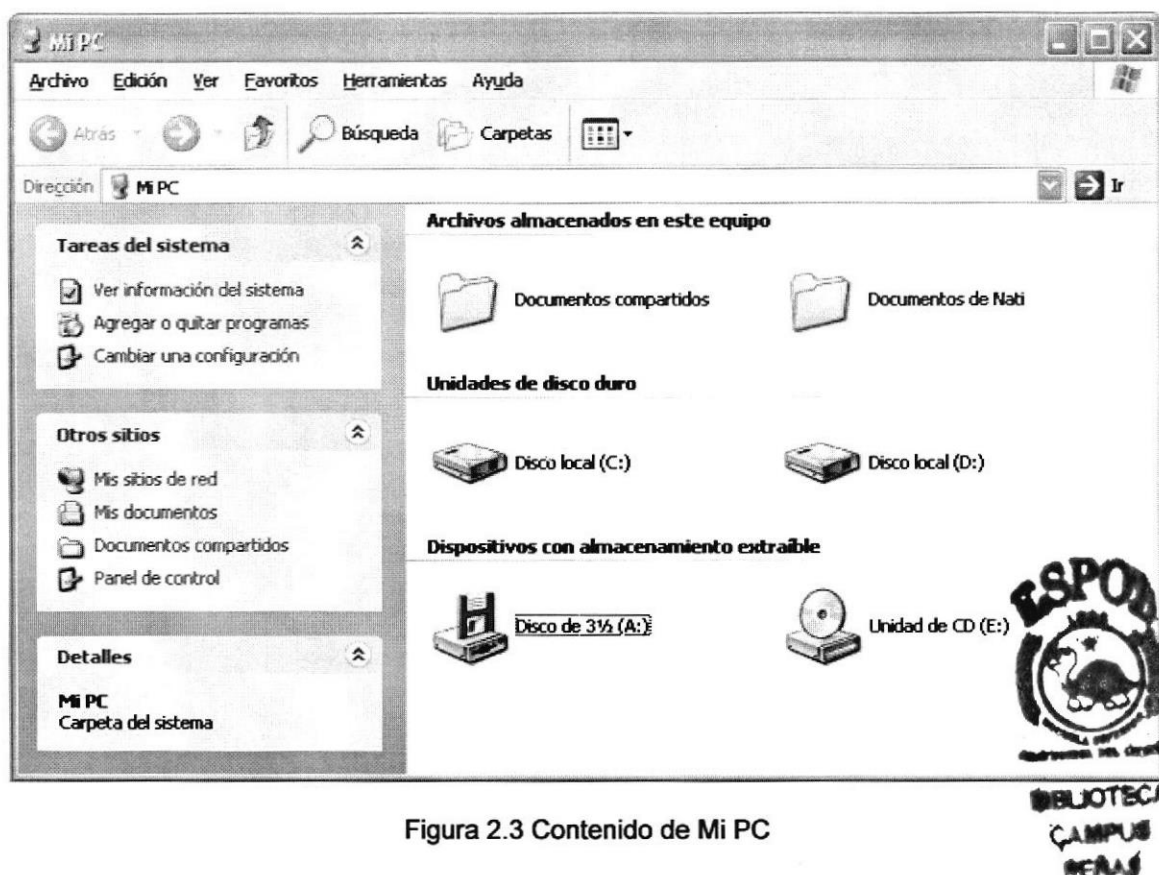 Mi PC
Archivo Edición Ver Favoritos Herramientas Ayuda
Atrás Búsqueda Carpetas
Dirección Mi PC Ir
Tareas del sistema
Ver información del sistema
Agregar o quitar programas
Cambiar una configuración
Otros sitios
Mis sitios de red
Mis documentos
Documentos compartidos
Panel de control
Detalles
Mi PC
Carpeta del sistema
Archivos almacenados en este equipo
Documentos compartidos Documentos de Nati
Unidades de disco duro
Disco local (C:) Disco local (D:)
Dispositivos con almacenamiento extraíble
Disco de 3½ (A:) Unidad de CD (E:)
Figura 2.3 Contenido de Mi PC
BIBLIOTECA
CAMPUS
PEÑAS